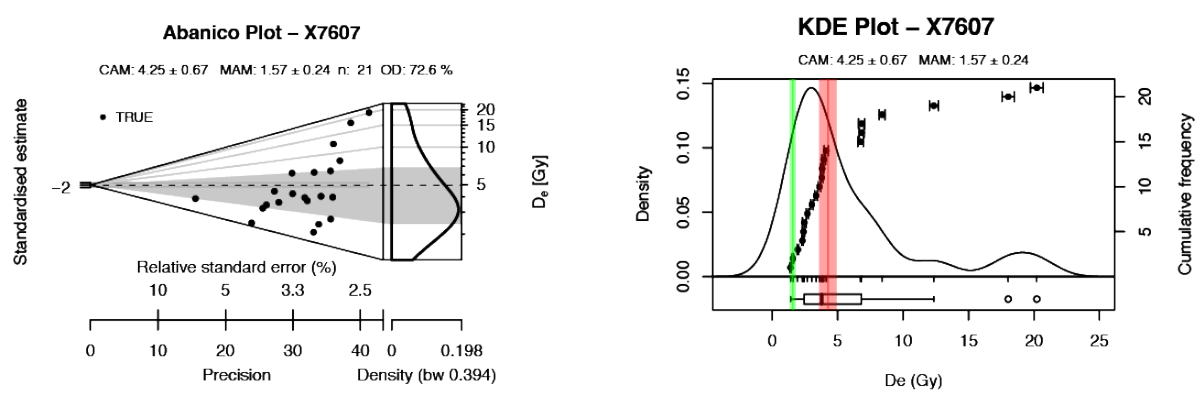 Abanico Plot – X7607
CAM: 4.25 ± 0.67 MAM: 1.57 ± 0.24 n: 21 OD: 72.6 %
TRUE
Standardised estimate
−2
20
15
10
5
De [Gy]
Relative standard error (%)
10 5 3.3 2.5
0 10 20 30 40 0 0.198
Precision Density (bw 0.394)
KDE Plot – X7607
CAM: 4.25 ± 0.67 MAM: 1.57 ± 0.24
Density
0.15
0.10
0.05
0.00
20
15
10
5
Cumulative frequency
0 5 10 15 20 25
De (Gy)